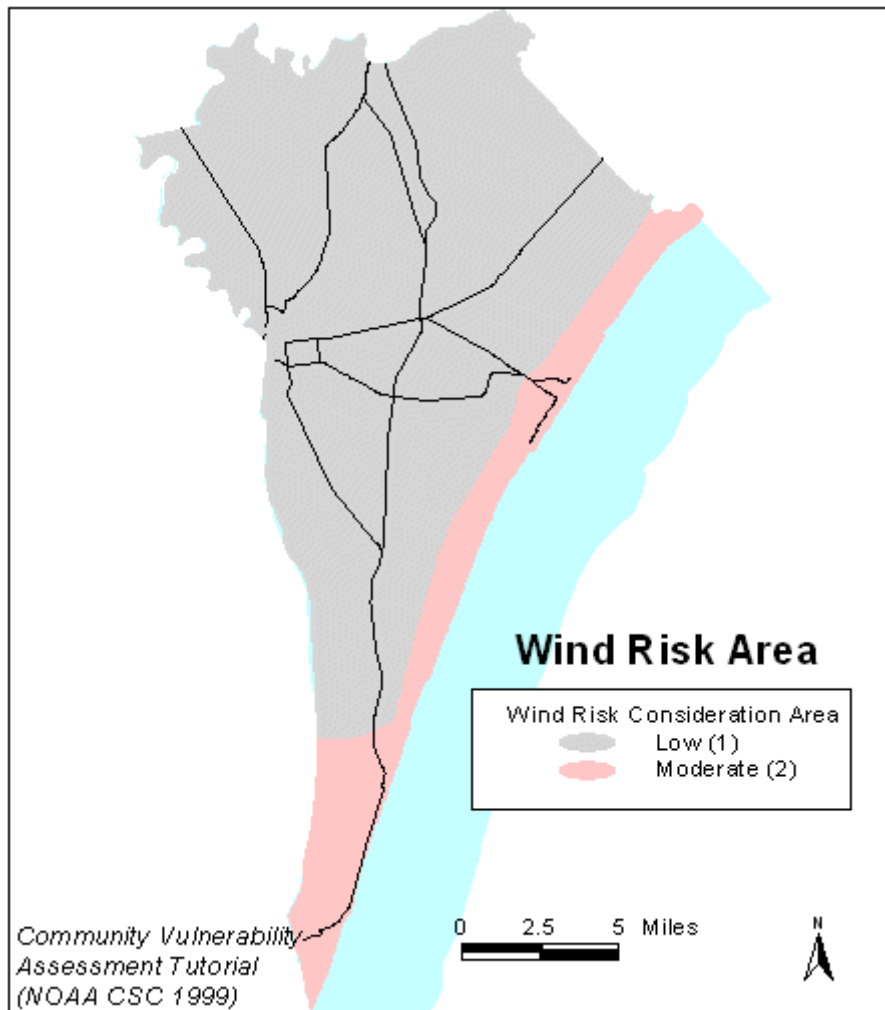 Wind Risk Area
Wind Risk Consideration Area
Low (1)
Moderate (2)
0 2.5 5 Miles
N
Community Vulnerability
Assessment Tutorial
(NOAA CSC 1999)